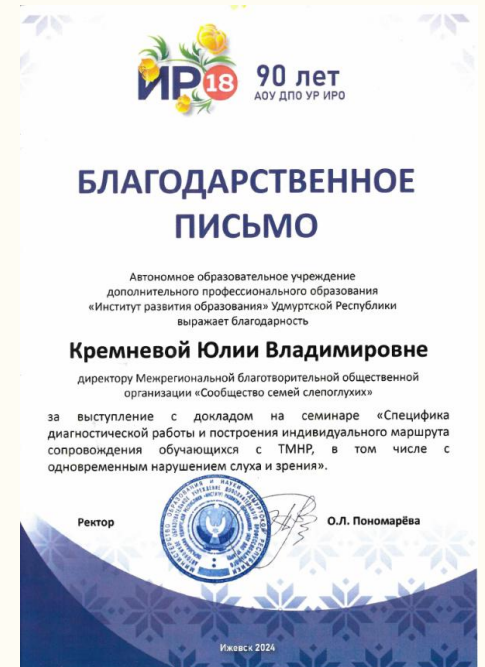 ИРО18
90 лет
АОУ ДПО УР ИРО
БЛАГОДАРСТВЕННОЕ
ПИСЬМО
Автономное образовательное учреждение
дополнительного профессионального образования
«Институт развития образования» Удмуртской Республики
выражает благодарность
Кремневой Юлии Владимировне
директору Межрегиональной благотворительной общественной
организации «Сообщество семей слепоглухих»
за выступление с докладом на семинаре «Специфика
диагностической работы и построения индивидуального маршрута
сопровождения обучающихся с ТМНР, в том числе с
одновременным нарушением слуха и зрения».
Ректор
О.Л. Пономарёва
Ижевск 2024